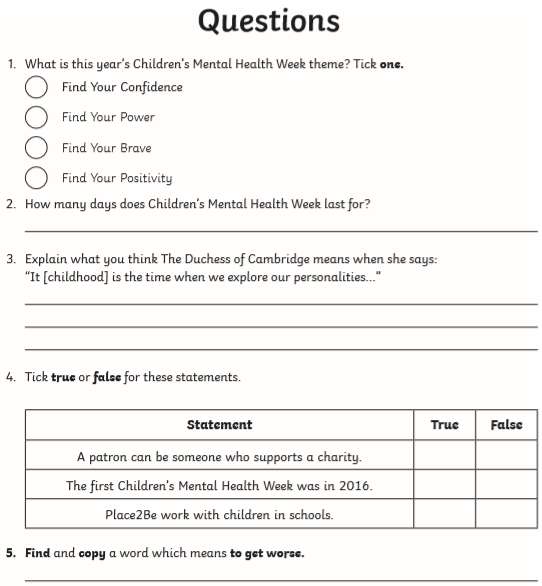 Questions
1. What is this year's Children's Mental Health Week theme? Tick one.
Find Your Confidence
Find Your Power
Find Your Brave
Find Your Positivity
2. How many days does Children's Mental Health Week last for?
3. Explain what you think The Duchess of Cambridge means when she says:
"It [childhood] is the time when we explore our personalities..."
4. Tick true or false for these statements.
Statement True False
A patron can be someone who supports a charity.
The first Children's Mental Health Week was in 2016.
Place2Be work with children in schools.
5. Find and copy a word which means to get worse.